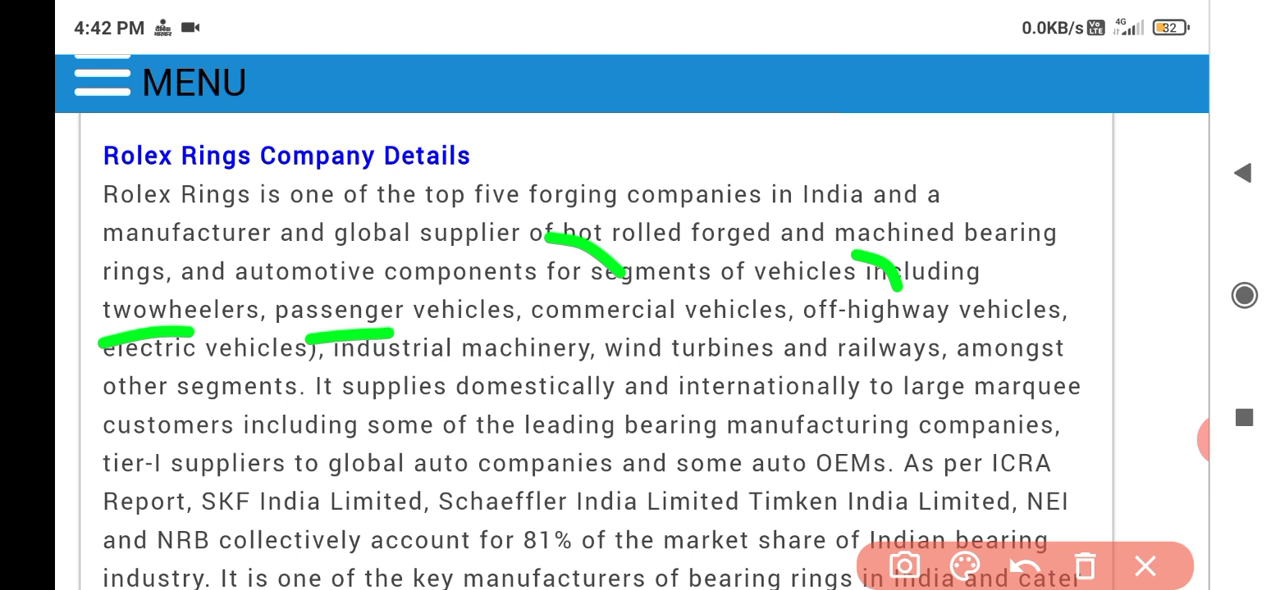 4:42 PM
0.0KB/s
Vo
LTE
4G
32
MENU
Rolex Rings Company Details
Rolex Rings is one of the top five forging companies in India and a
manufacturer and global supplier of hot rolled forged and machined bearing
rings, and automotive components for segments of vehicles including
twowheelers, passenger vehicles, commercial vehicles, off-highway vehicles,
electric vehicles), industrial machinery, wind turbines and railways, amongst
other segments. It supplies domestically and internationally to large marquee
customers including some of the leading bearing manufacturing companies,
tier-I suppliers to global auto companies and some auto OEMs. As per ICRA
Report, SKF India Limited, Schaeffler India Limited Timken India Limited, NEI
and NRB collectively account for 81% of the market share of Indian bearing
industry. It is one of the key manufacturers of bearing rings in India and cater